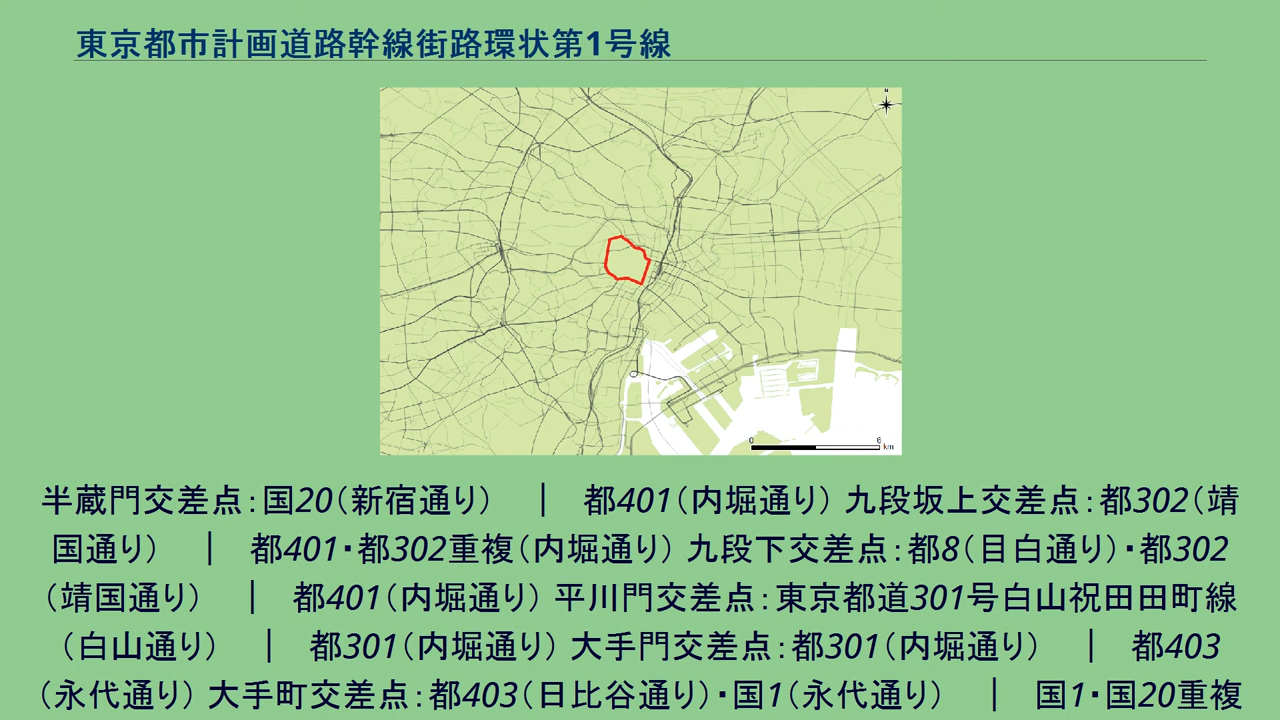 東京都市計画道路幹線街路環状第1号線
N
0 6
km
半蔵門交差点：国20（新宿通り） ｜ 都401（内堀通り） 九段坂上交差点：都302（靖
国通り） ｜ 都401・都302重複（内堀通り） 九段下交差点：都8（目白通り）・都302
（靖国通り） ｜ 都401（内堀通り） 平川門交差点：東京都道301号白山祝田田町線
（白山通り） ｜ 都301（内堀通り） 大手門交差点：都301（内堀通り） ｜ 都403
（永代通り） 大手町交差点：都403（日比谷通り）・国1（永代通り） ｜ 国1・国20重複